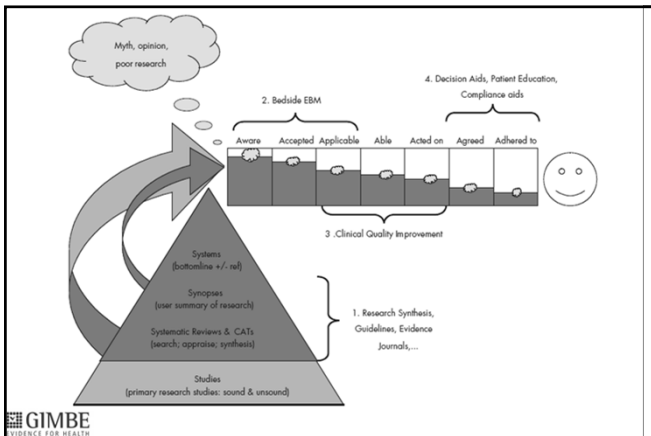 Myth, opinion,
poor research
2. Bedside EBM
4. Decision Aids, Patient Education,
Compliance aids
Aware Accepted Applicable Able Acted on Agreed Adhered to
3 .Clinical Quality Improvement
Systems
(bottomline +/- ref)
Synopses
(user summary of research)
Systematic Reviews & CATs
(search; appraise; synthesis)
1. Research Synthesis,
Guidelines, Evidence
Journals,...
Studies
(primary research studies: sound & unsound)
GIMBE
EVIDENCE FOR HEALTH